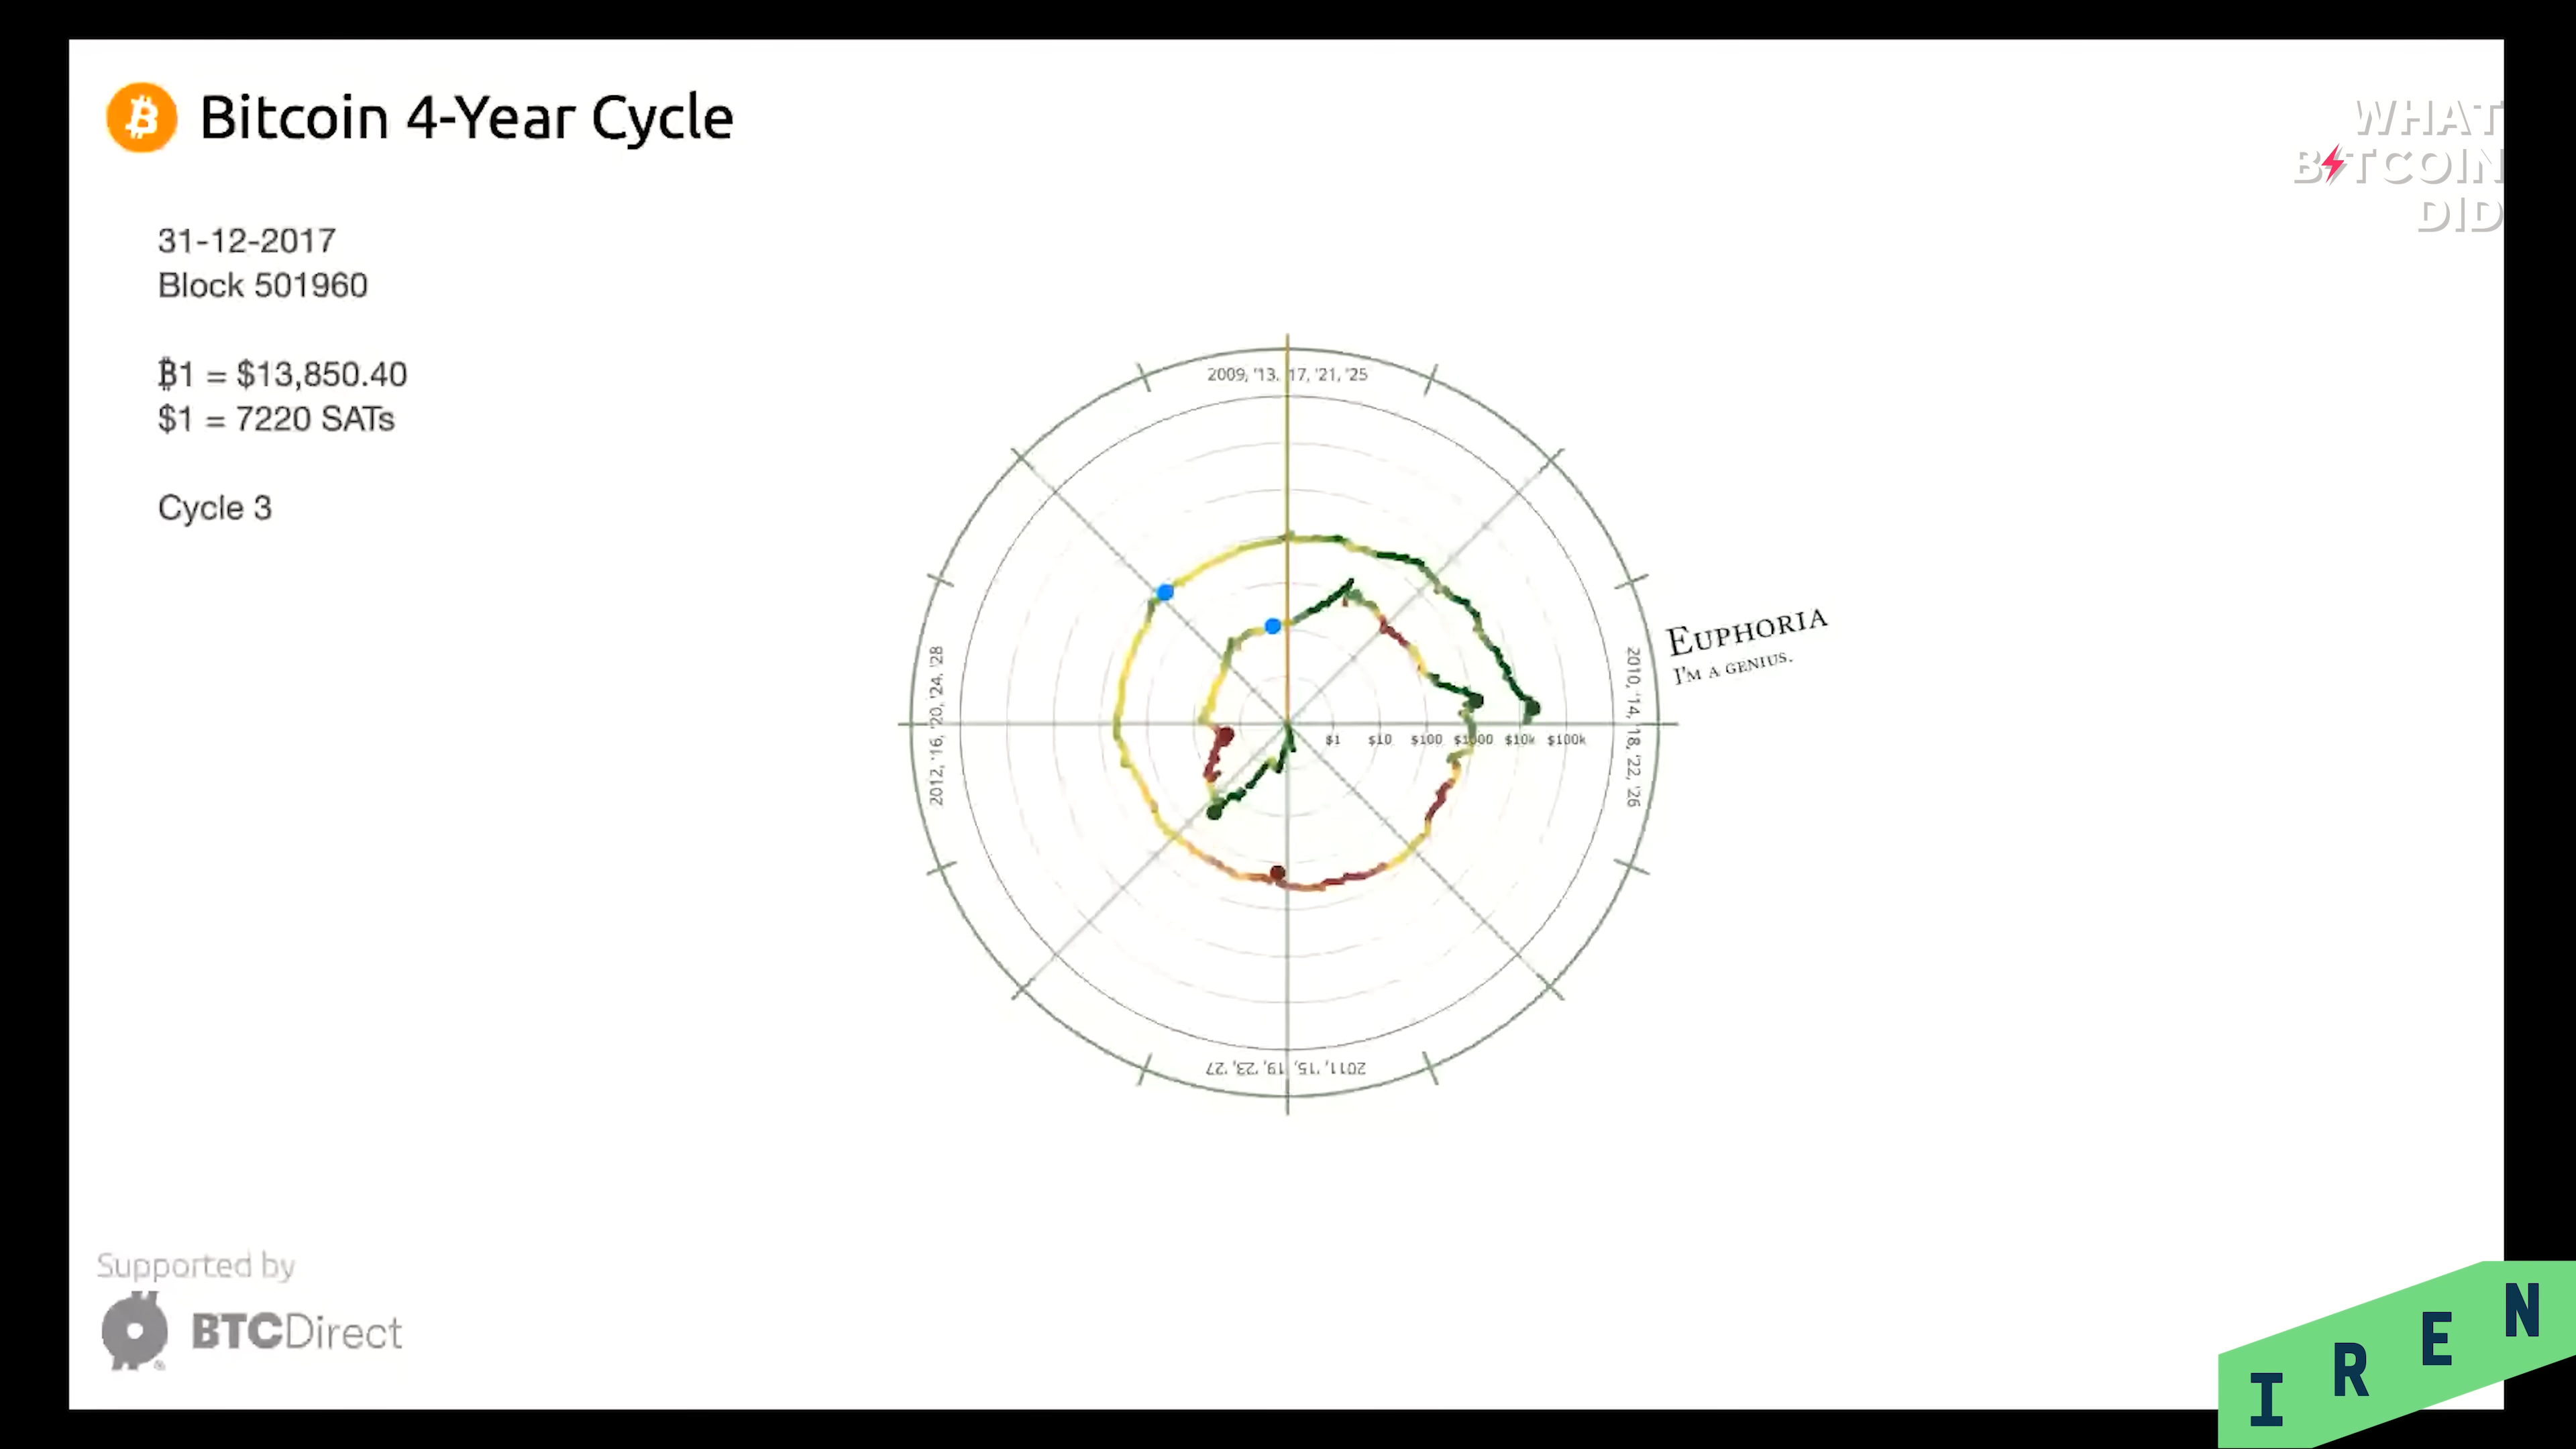 Bitcoin 4-Year Cycle
WHAT
BITCOIN
DID
31-12-2017
Block 501960
₿1 = $13,850.40
$1 = 7220 SATs
Cycle 3
2009, '13, '17, '21, '25
EUPHORIA
I'M A GENIUS.
2010, '14, '18, '22, '26
2012, '16, '20, '24, '28
$1 $10 $100 $1000 $10k $100k
2011, '15, '19, '23, '27
Supported by
BTCDirect
IREN